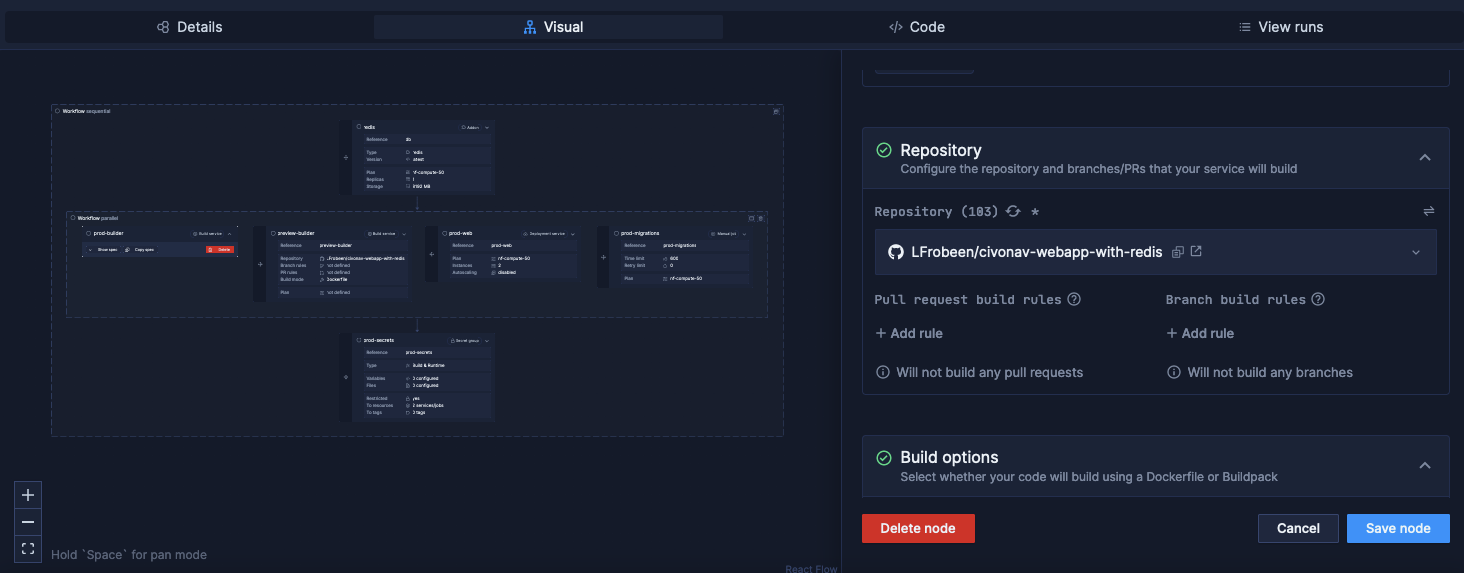 Details
Visual
Code
View runs
Workflow sequential
redis
Addon
Reference
db
Type
redis
Version
latest
Plan
nf-compute-50
Replicas
1
Storage
Workflow parallel
prod-builder
Build service
Show spec
Copy spec
Delete
preview-builder
Build service
Reference
preview-builder
Repository
LFrobeen/civonav-webapp-with-redis
Branch rules
not defined
PR rules
not defined
Build mode
Dockerfile
Plan
not defined
prod-web
Deployment service
Reference
prod-web
Plan
nf-compute-50
Instances
2
Autoscaling
disabled
prod-migrations
Manual job
Reference
prod-migrations
Time limit
Retry limit
0
Plan
nf-compute-50
prod-secrets
Secret group
Reference
prod-secrets
Type
Build & Runtime
Variables
0 configured
Files
0 configured
Restricted
yes
To resources
2 services/jobs
To tags
0 tags
Hold `Space` for pan mode
React Flow
Repository
Configure the repository and branches/PRs that your service will build
Repository (103) *
LFrobeen/civonav-webapp-with-redis
Pull request build rules
Branch build rules
+ Add rule
+ Add rule
Will not build any pull requests
Will not build any branches
Build options
Select whether your code will build using a Dockerfile or Buildpack
Delete node
Cancel
Save node